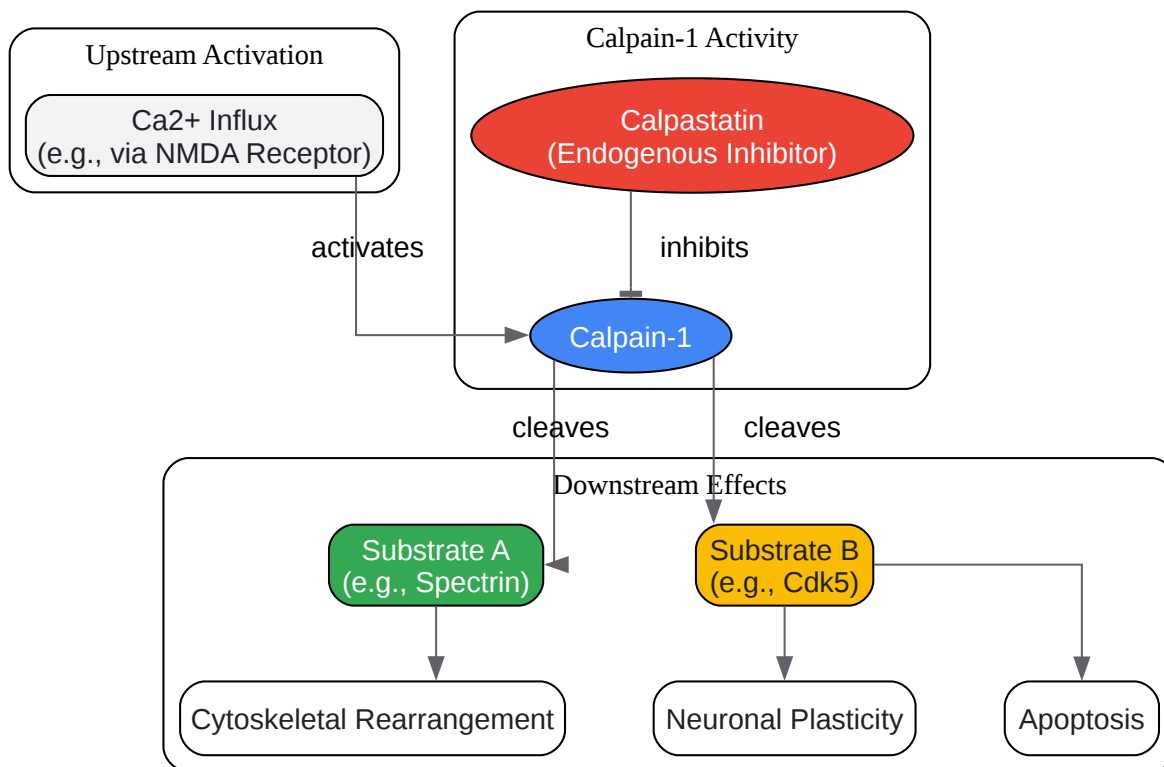 Upstream Activation
Calpain-1 Activity
Ca2+ Influx
(e.g., via NMDA Receptor)
Calpastatin
(Endogenous Inhibitor)
activates
inhibits
Calpain-1
cleaves
cleaves
Downstream Effects
Substrate A
(e.g., Spectrin)
Substrate B
(e.g., Cdk5)
Cytoskeletal Rearrangement
Neuronal Plasticity
Apoptosis